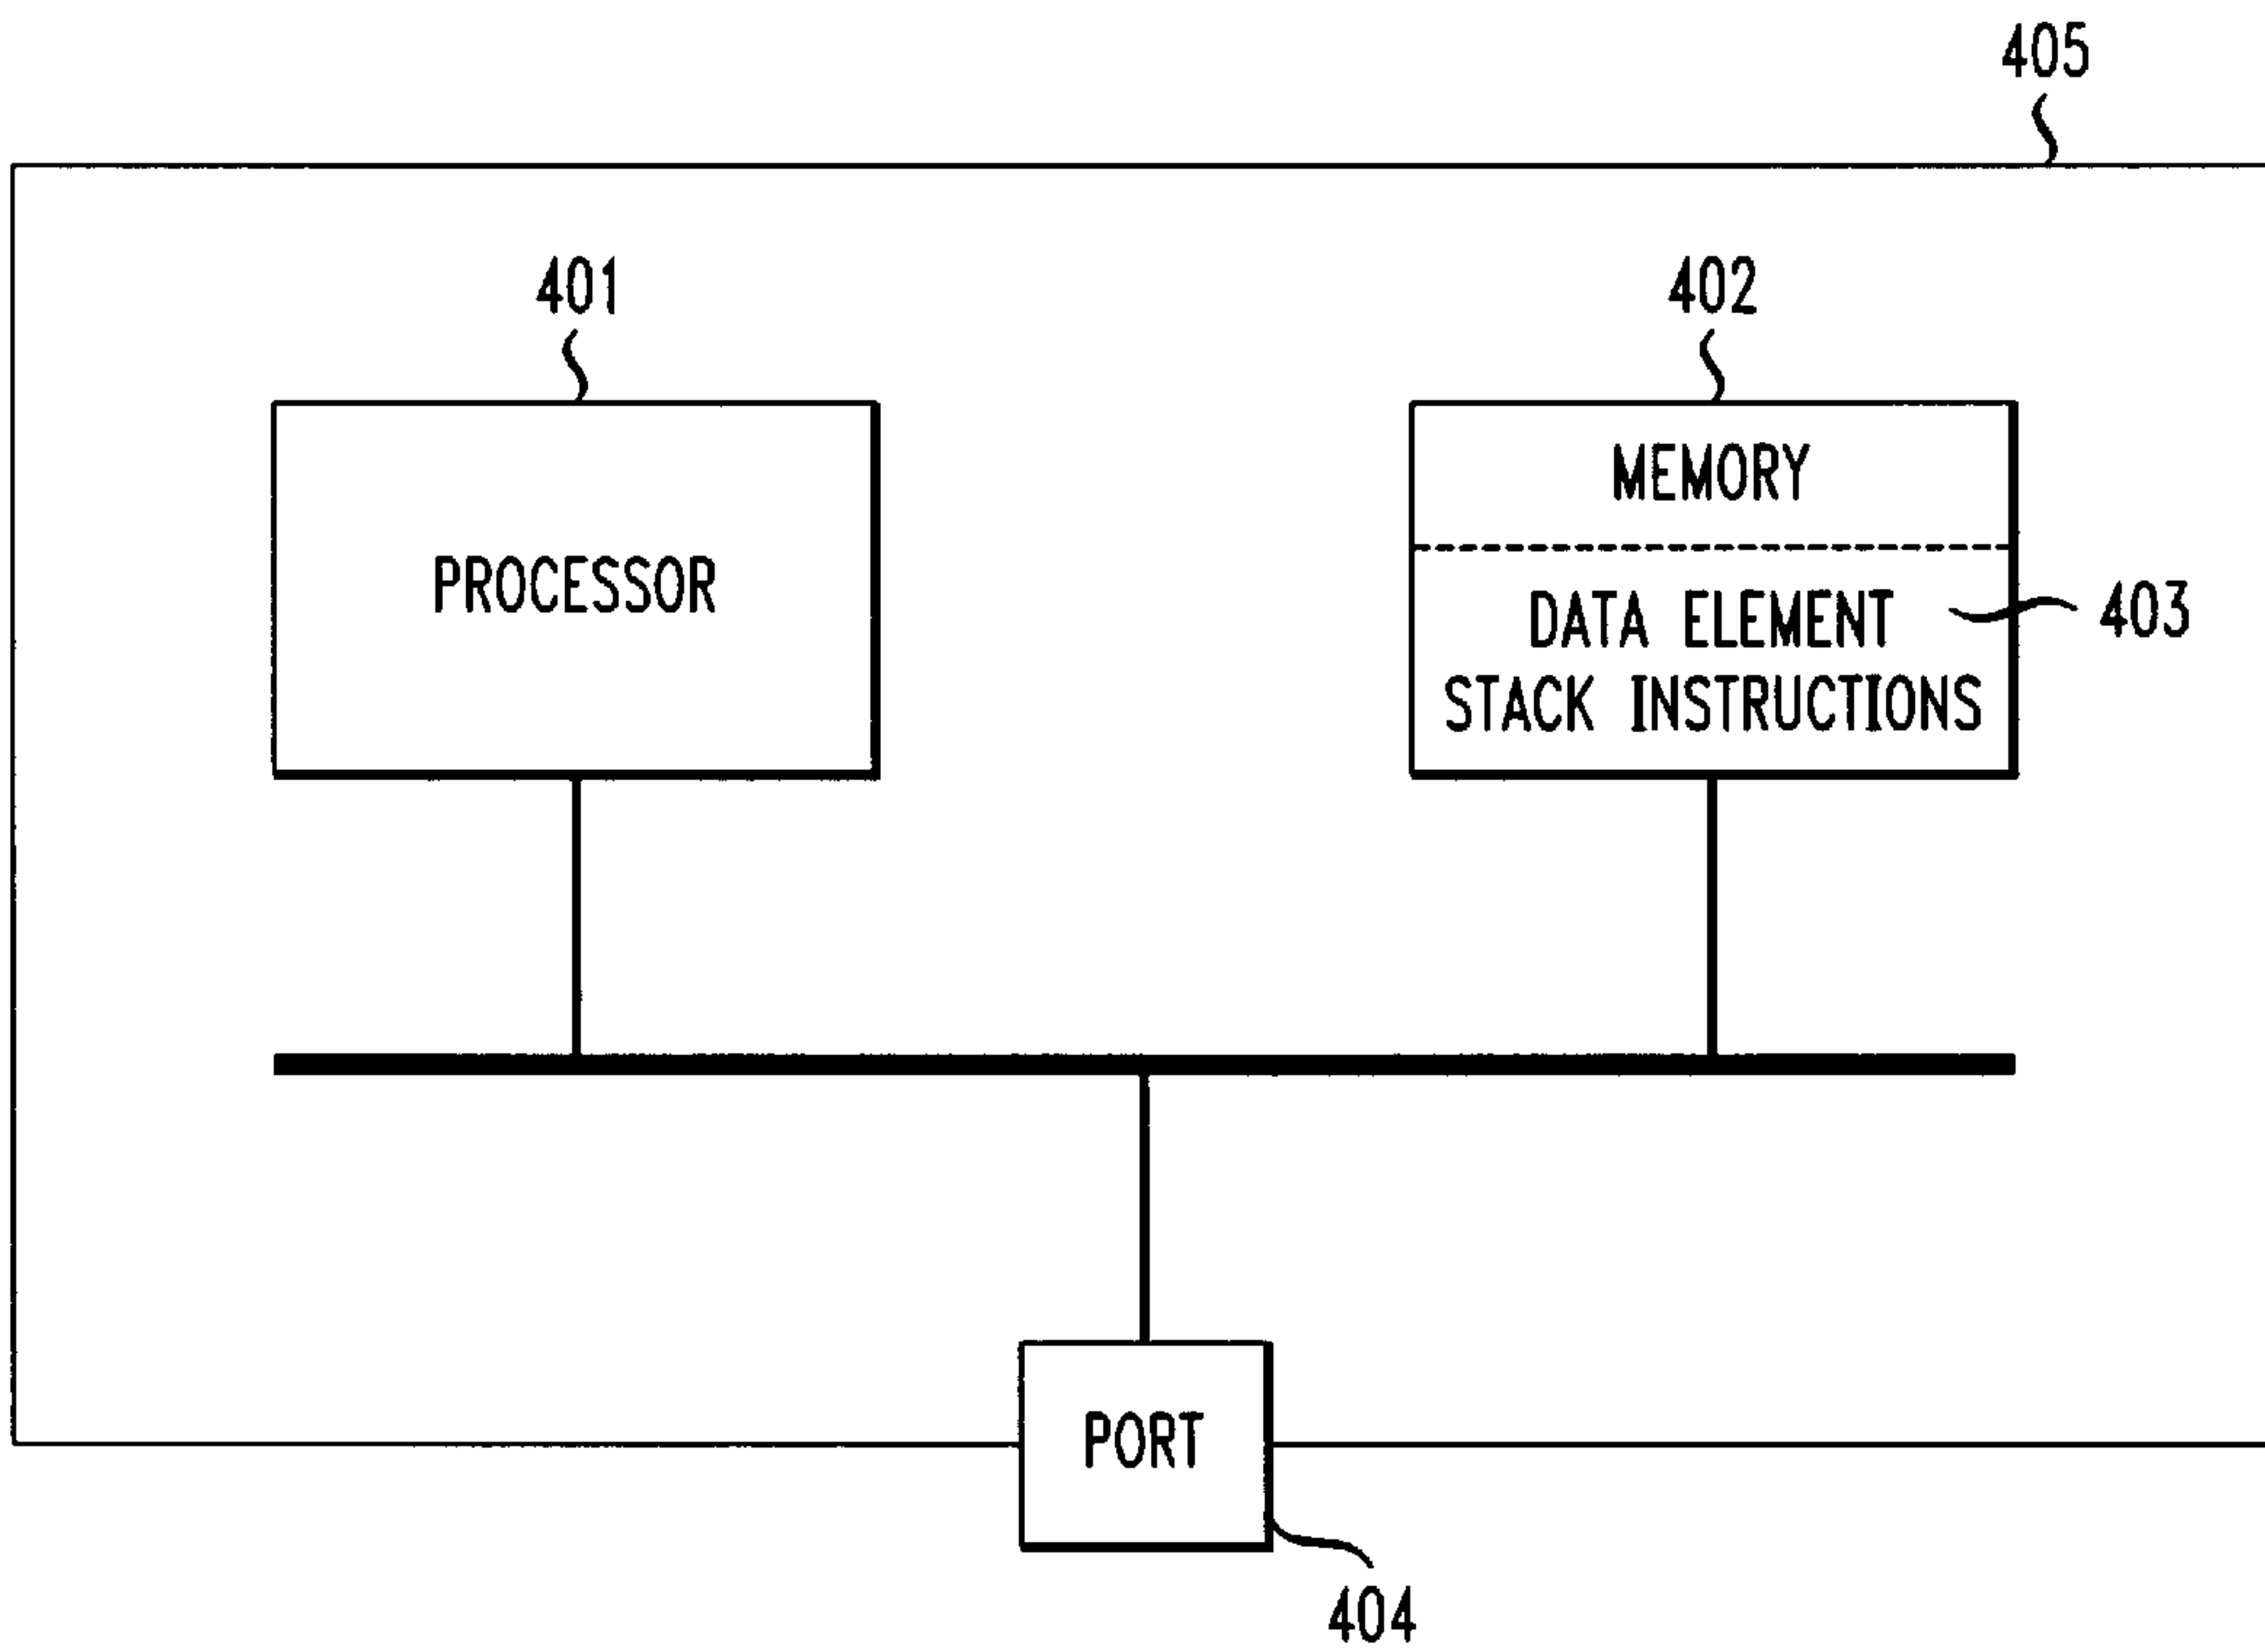 405
401
402
MEMORY
PROCESSOR
DATA ELEMENT
403
STACK INSTRUCTIONS
PORT
404